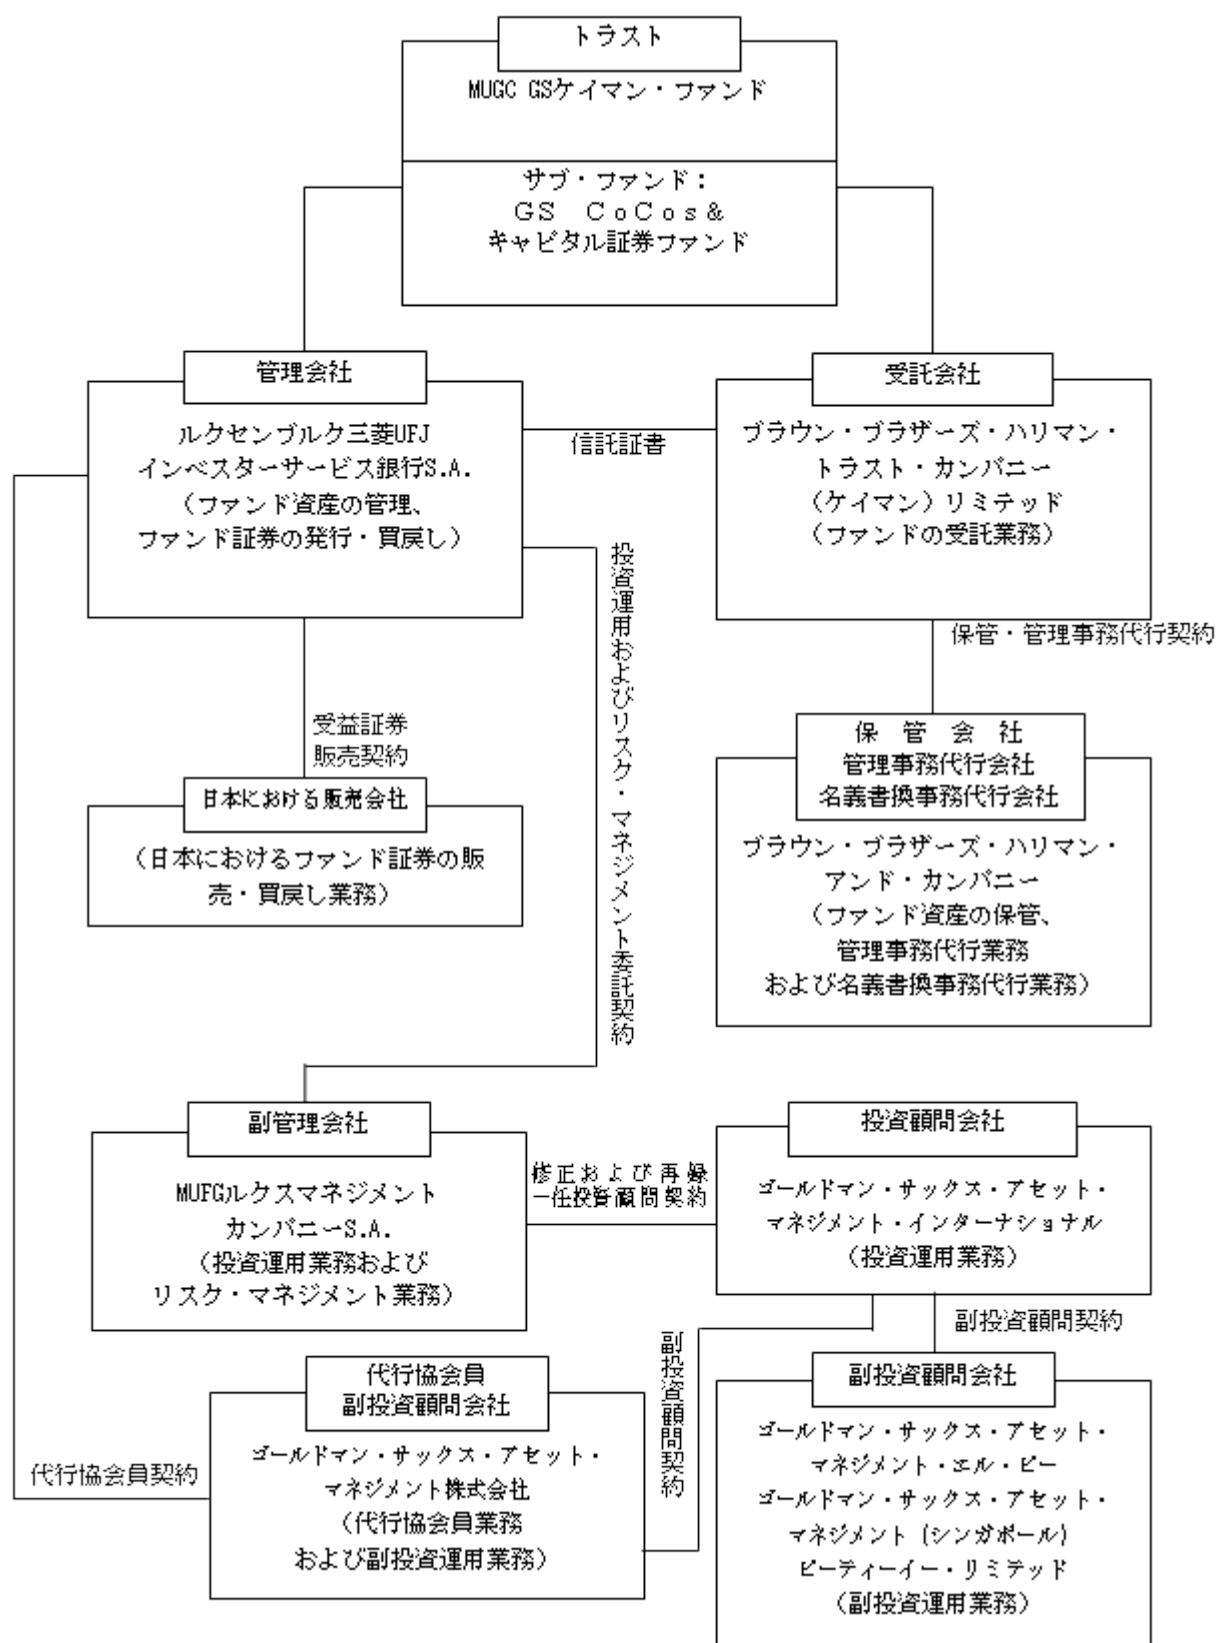 トラスト
MUGC GSケイマン・ファンド
サブ・ファンド：
ＧＳ　ＣｏＣｏｓ＆
キャピタル証券ファンド
管理会社
ルクセンブルク三菱UFJ
インベスターサービス銀行S.A.
（ファンド資産の管理、
ファンド証券の発行・買戻し）
信託証書
受託会社
ブラウン・ブラザーズ・ハリマン・
トラスト・カンパニー
（ケイマン）リミテッド
（ファンドの受託業務）
投資運用およびリスク・マネジメント委託契約
保管・管理事務代行契約
受益証券
販売契約
日本における販売会社
（日本におけるファンド証券の販
売・買戻し業務）
保　管　会　社
管理事務代行会社
名義書換事務代行会社
ブラウン・ブラザーズ・ハリマン・
アンド・カンパニー
（ファンド資産の保管、
管理事務代行業務
および名義書換事務代行業務）
副管理会社
MUFGルクスマネジメント
カンパニーS.A.
（投資運用業務および
リスク・マネジメント業務）
修正および再録
一任投資顧問契約
投資顧問会社
ゴールドマン・サックス・アセット・
マネジメント・インターナショナル
（投資運用業務）
副投資顧問契約
副投資顧問契約
代行協会員
副投資顧問会社
ゴールドマン・サックス・アセット・
マネジメント株式会社
（代行協会員業務
および副投資運用業務）
代行協会員契約
副投資顧問会社
ゴールドマン・サックス・アセット・
マネジメント・エル・ピー
ゴールドマン・サックス・アセット・
マネジメント（シンガポール）
ピーティーイー・リミテッド
（副投資運用業務）